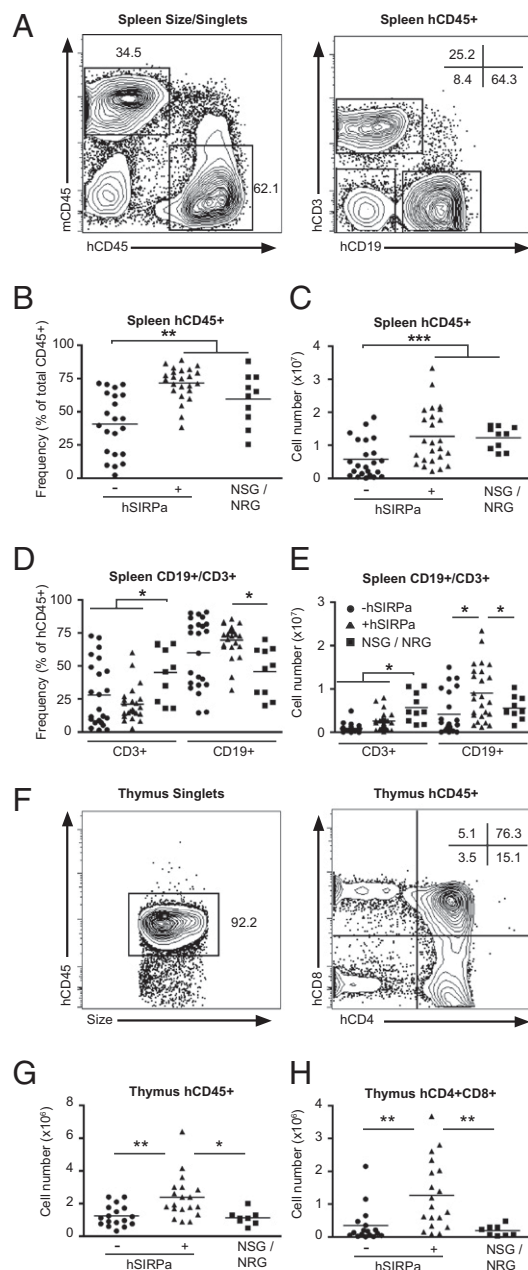 A
Spleen Size/Singlets
34.5
62.1
mCD45
hCD45
Spleen hCD45+
25.2
8.4 64.3
hCD3
hCD19
B
Spleen hCD45+
**
Frequency (% of total CD45+)
100
75
50
25
0
- +
hSIRPa
NSG /
NRG
C
Spleen hCD45+
***
Cell number (x10⁷)
4
3
2
1
0
- +
hSIRPa
NSG /
NRG
D
Spleen CD19+/CD3+
* *
Frequency (% of hCD45+)
100
75
50
25
0
CD3+ CD19+
E
Spleen CD19+/CD3+
-hSIRPa
+hSIRPa
NSG / NRG
* * *
Cell number (x10⁷)
3
2
1
0
CD3+ CD19+
F
Thymus Singlets
92.2
hCD45
Size
Thymus hCD45+
5.1 76.3
3.5 15.1
hCD8
hCD4
G
Thymus hCD45+
** *
Cell number (x10⁶)
8
6
4
2
0
- +
hSIRPa
NSG /
NRG
H
Thymus hCD4+CD8+
** **
Cell number (x10⁶)
4
3
2
1
0
- +
hSIRPa
NSG /
NRG